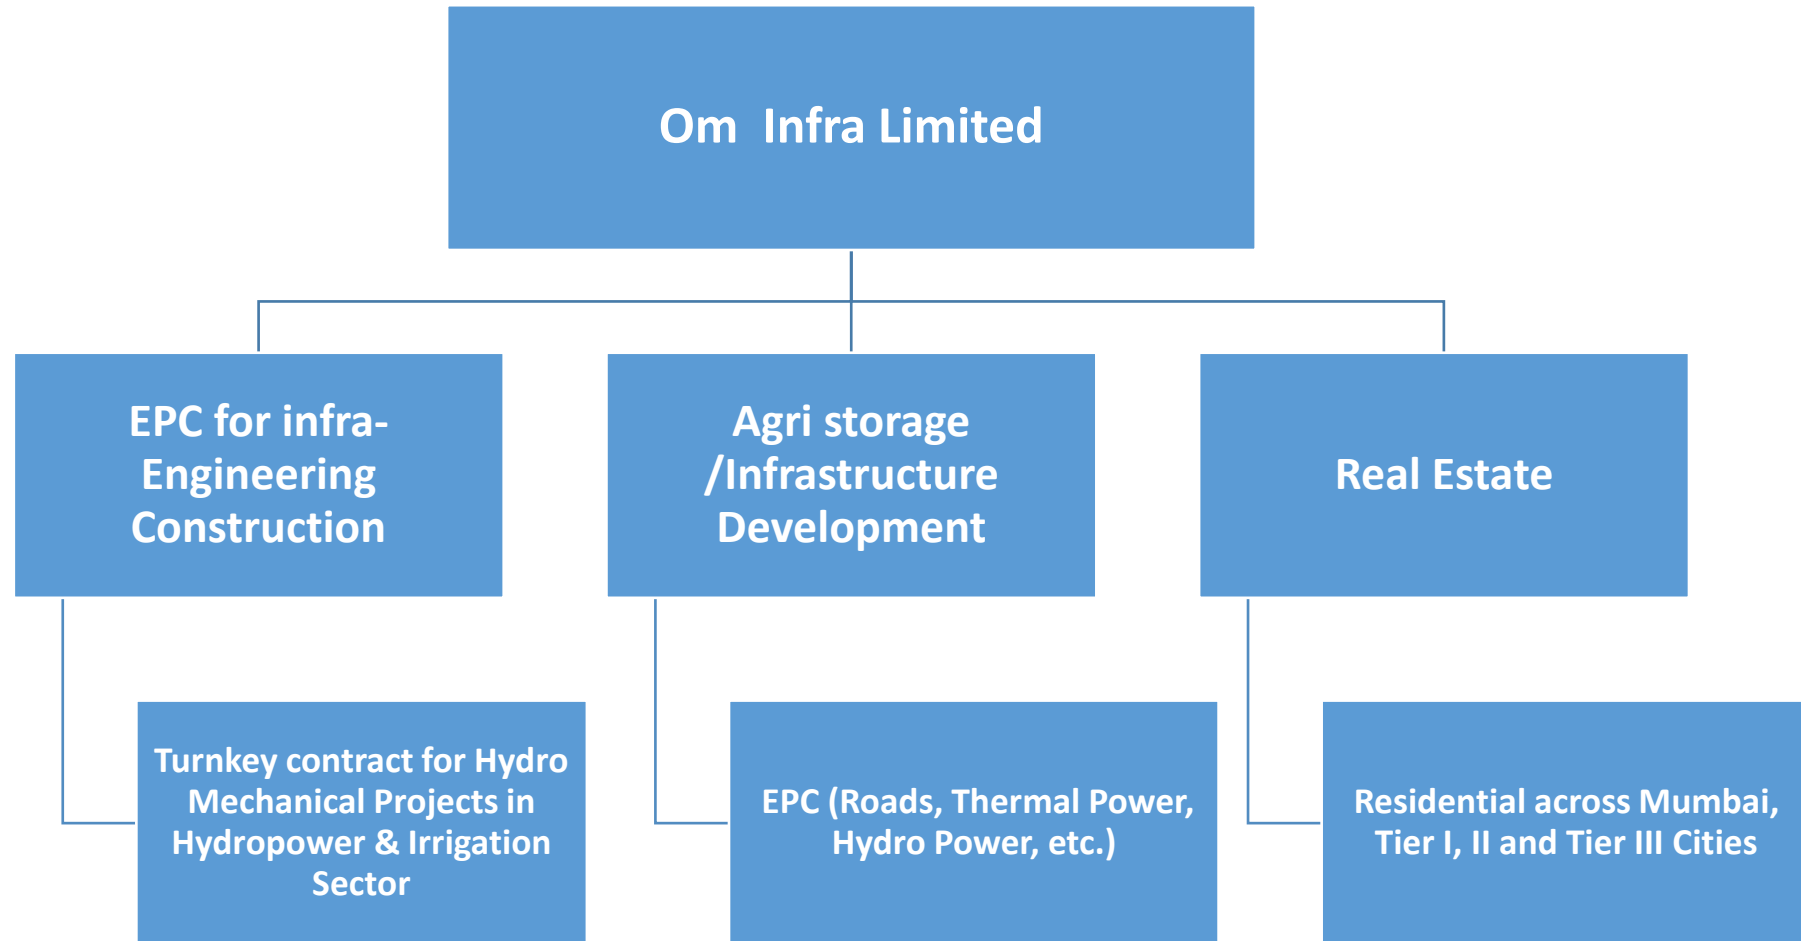 Om  Infra Limited
EPC for infra-
Engineering
Construction
Agri storage
/Infrastructure
Development
Real Estate
Turnkey contract for Hydro
Mechanical Projects in
Hydropower & Irrigation
Sector
EPC (Roads, Thermal Power,
Hydro Power, etc.)
Residential across Mumbai,
Tier I, II and Tier III Cities